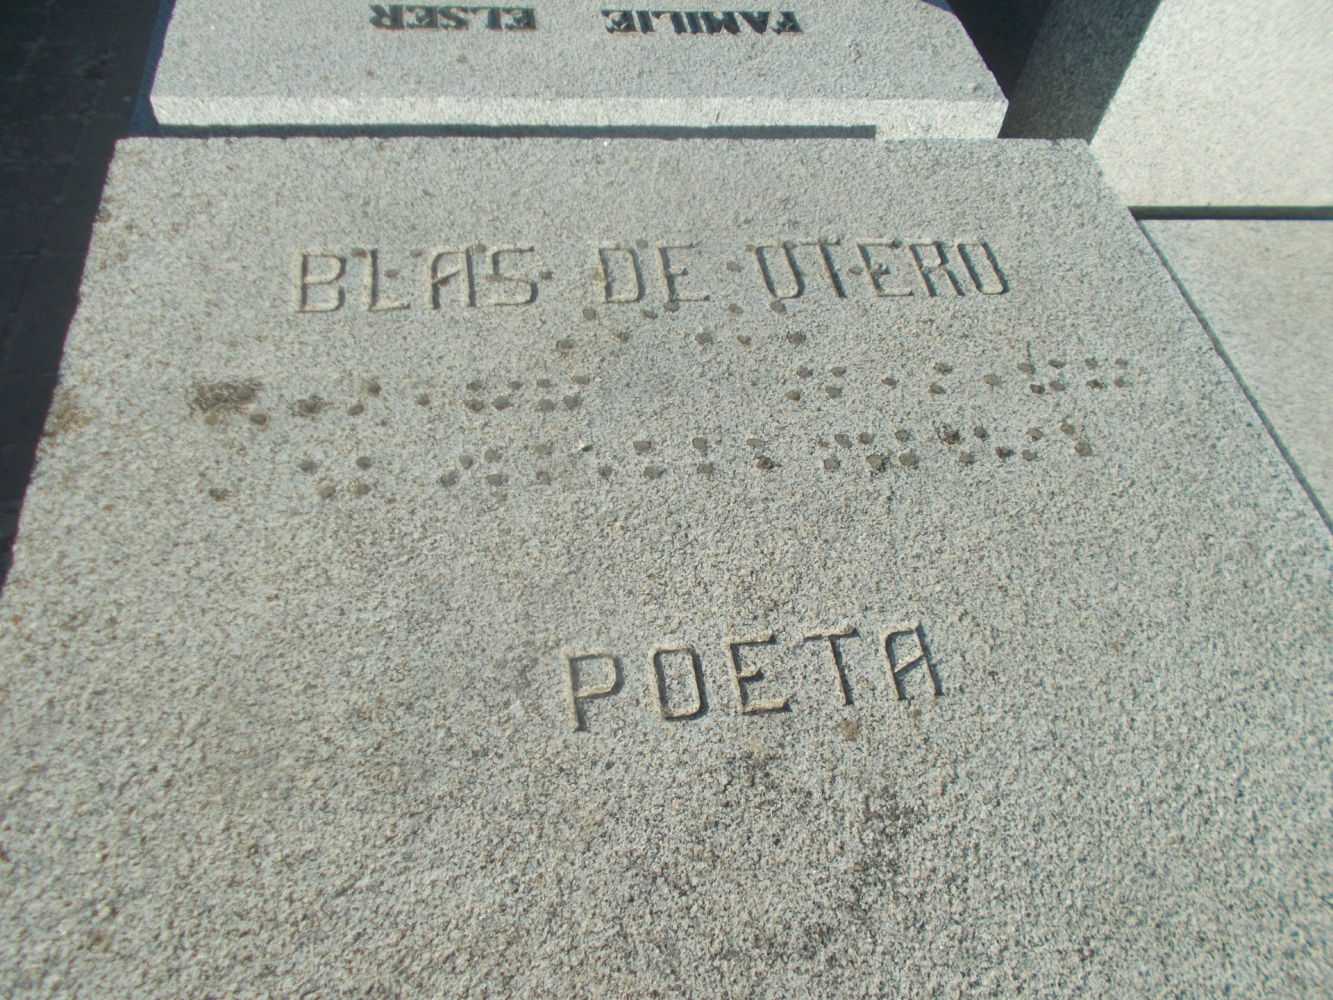 FAMILIE ELSER
BLAS DE OTERO
POETA